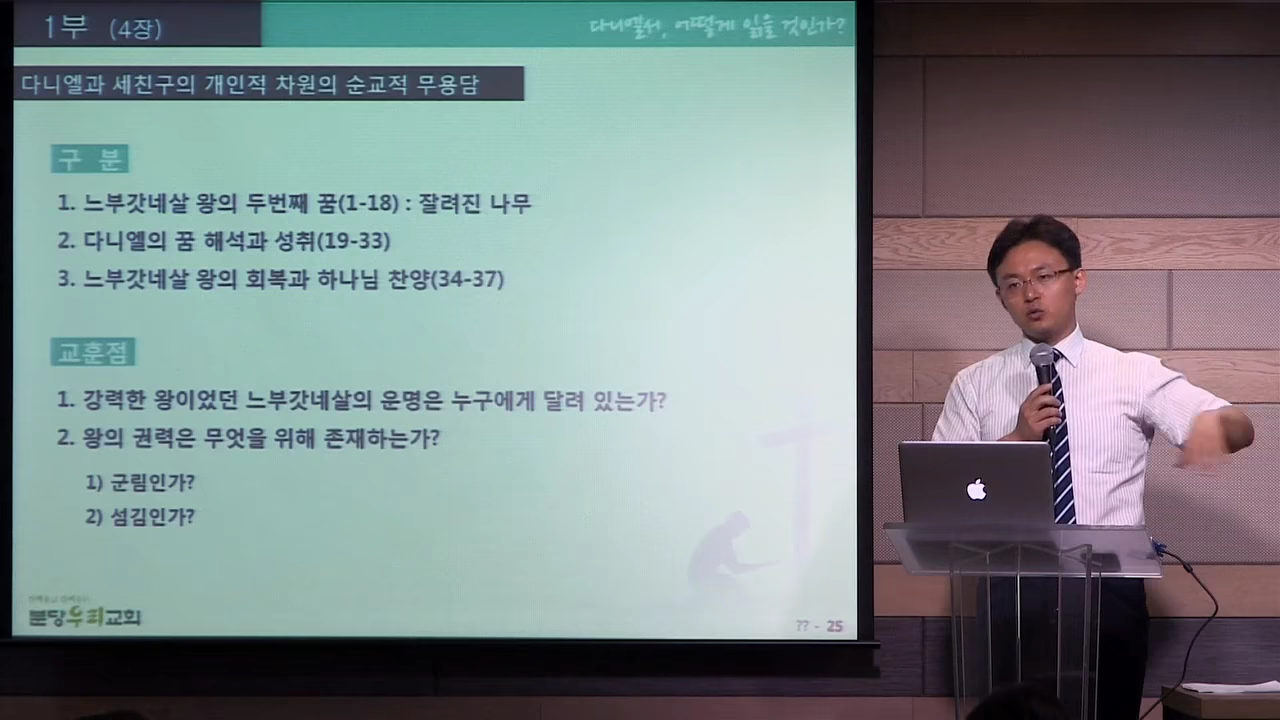 1부 (4장)
다니엘서, 어떻게 읽을 것인가?
다니엘과 세친구의 개인적 차원의 순교적 무용담
구 분
1. 느부갓네살 왕의 두번째 꿈(1-18) : 잘려진 나무
2. 다니엘의 꿈 해석과 성취(19-33)
3. 느부갓네살 왕의 회복과 하나님 찬양(34-37)
교훈점
1. 강력한 왕이었던 느부갓네살의 운명은 누구에게 달려 있는가?
2. 왕의 권력은 무엇을 위해 존재하는가?
1) 군림인가?
2) 섬김인가?
분당우리교회
?? - 25